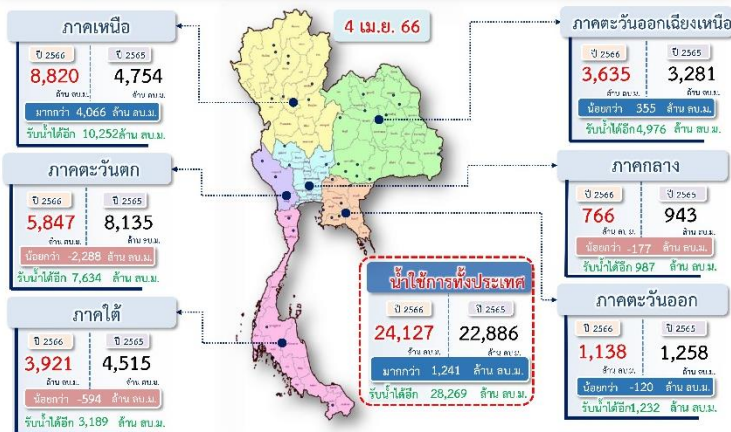 ภาคเหนือ
ปี 2566 ปี 2565
8,820 4,754
ล้าน ลบ.ม. ล้าน ลบ.ม.
มากกว่า 4,066 ล้าน ลบ.ม.
รับน้ำได้อีก 10,252ล้าน ลบ.ม.
4 เม.ย. 66
ภาคตะวันออกเฉียงเหนือ
ปี 2566 ปี 2565
3,635 3,281
ล้าน ลบ.ม. ล้าน ลบ.ม.
น้อยกว่า 355 ล้าน ลบ.ม.
รับน้ำได้อีก4,976 ล้าน ลบ.ม.
ภาคตะวันตก
ปี 2566 ปี 2565
5,847 8,135
ล้าน ลบ.ม. ล้าน ลบ.ม.
น้อยกว่า -2,288 ล้าน ลบ.ม.
รับน้ำได้อีก 7,634 ล้าน ลบ.ม.
ภาคกลาง
ปี 2566 ปี 2565
766 943
ล้าน ลบ.ม. ล้าน ลบ.ม.
น้อยกว่า -177 ล้าน ลบ.ม.
รับน้ำได้อีก 987 ล้าน ลบ.ม.
ภาคใต้
ปี 2566 ปี 2565
3,921 4,515
ล้าน ลบ.ม. ล้าน ลบ.ม.
น้อยกว่า -594 ล้าน ลบ.ม.
รับน้ำได้อีก 3,189 ล้าน ลบ.ม.
น้ำใช้การทั้งประเทศ
ปี 2566 ปี 2565
24,127 22,886
ล้าน ลบ.ม. ล้าน ลบ.ม.
มากกว่า 1,241 ล้าน ลบ.ม.
รับน้ำได้อีก 28,269 ล้าน ลบ.ม.
ภาคตะวันออก
ปี 2566 ปี 2565
1,138 1,258
ล้าน ลบ.ม. ล้าน ลบ.ม.
น้อยกว่า -120 ล้าน ลบ.ม.
รับน้ำได้อีก1,232 ล้าน ลบ.ม.